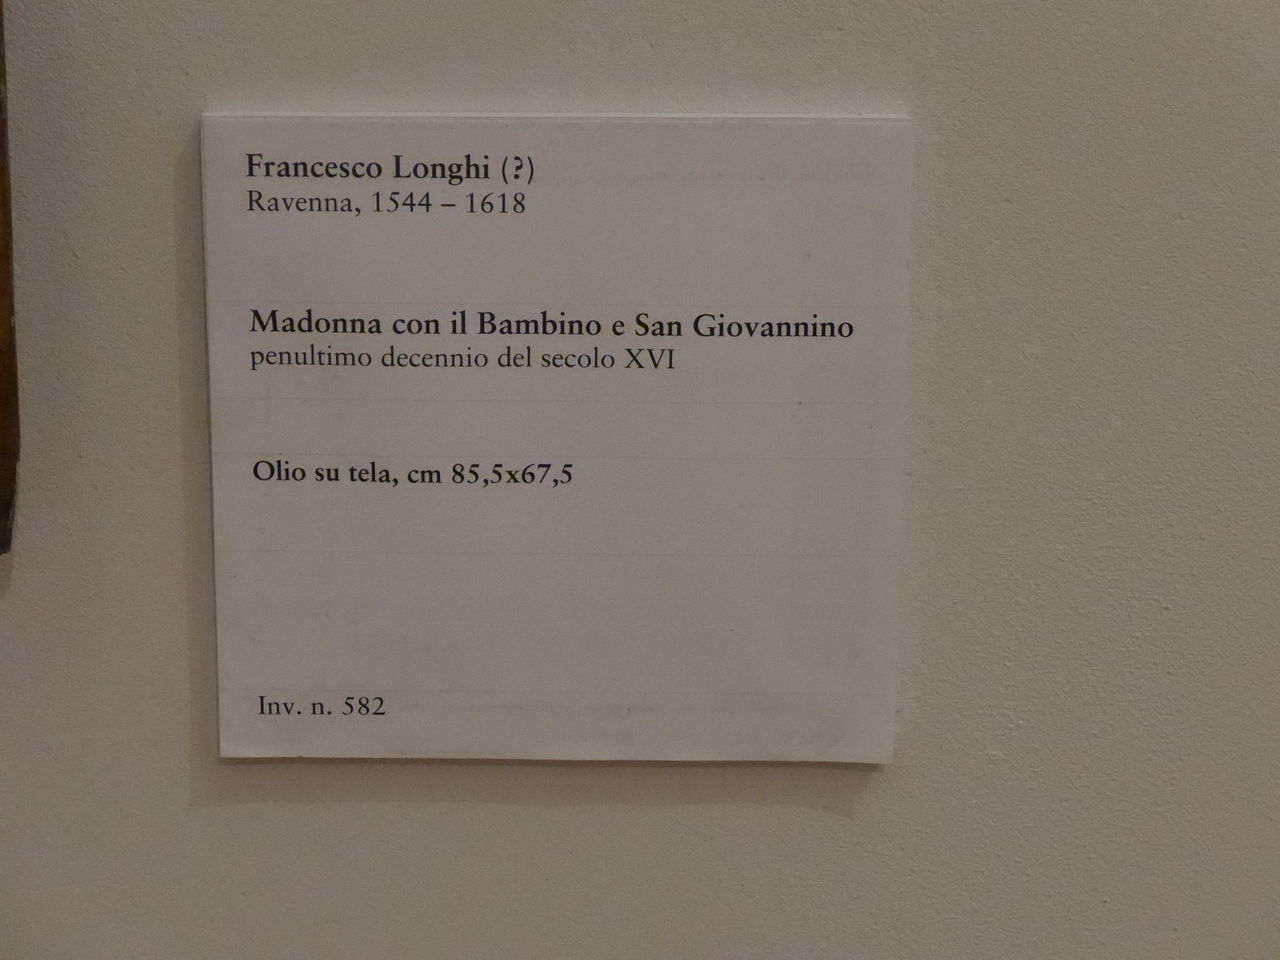 Francesco Longhi (?)
Ravenna, 1544 – 1618
Madonna con il Bambino e San Giovannino
penultimo decennio del secolo XVI
Olio su tela, cm 85,5x67,5
Inv. n. 582